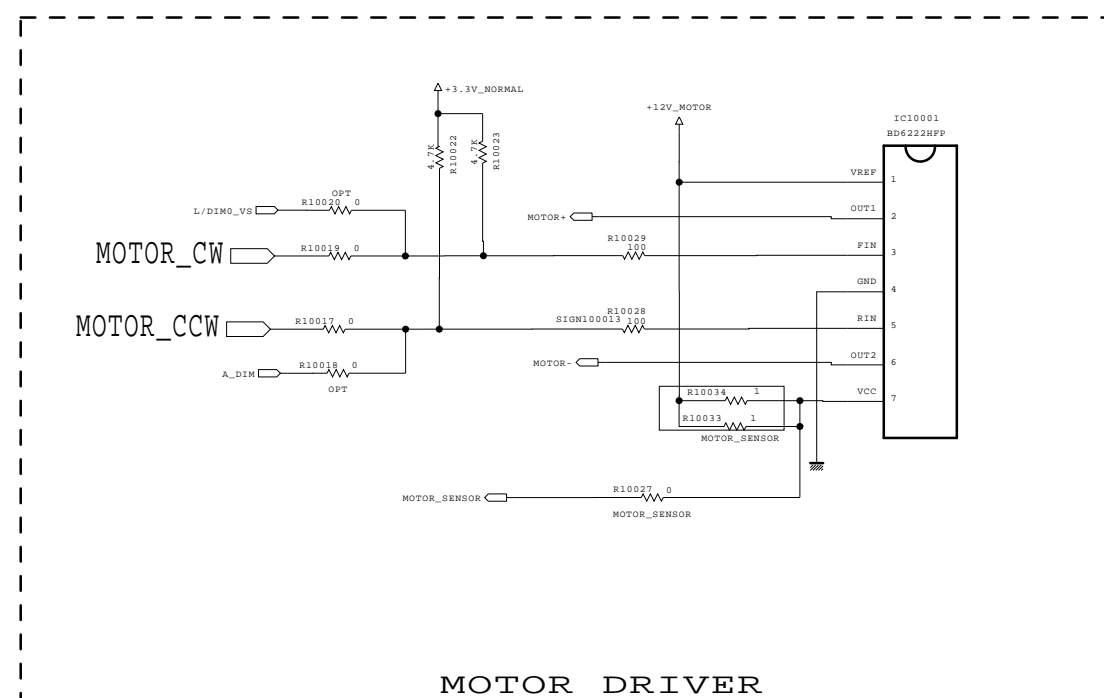 +3.3V_NORMAL
+12V_MOTOR
IC10001
BD6222HFP
4.7K
R10022
4.7K
R10023
OPT
R10020 0
L/DIM0_VS
VREF 1
MOTOR+
OUT1 2
MOTOR_CW
R10019 0
R10029
100
FIN 3
GND 4
MOTOR_CCW
R10017 0
R10028
SIGN100013 100
RIN 5
A_DIM
R10018 0
OPT
MOTOR-
OUT2 6
R10034 1
VCC 7
R10033 1
MOTOR_SENSOR
MOTOR_SENSOR
R10027 0
MOTOR_SENSOR
MOTOR DRIVER